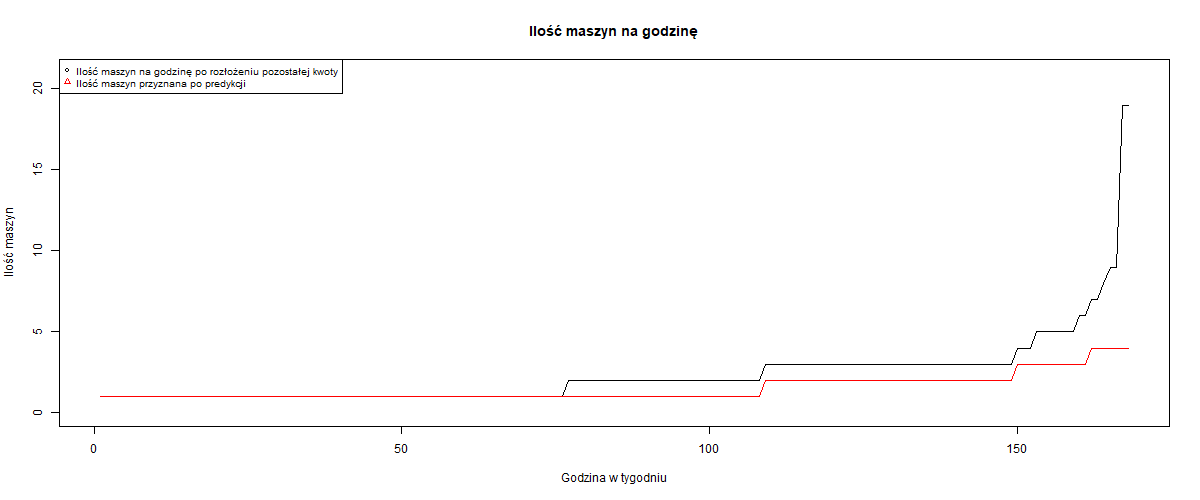 Ilość maszyn na godzinę
Ilość maszyn na godzinę po rozłożeniu pozostałej kwoty
Ilość maszyn przyznana po predykcji
Ilość maszyn
20
15
10
5
0
0 50 100 150
Godzina w tygodniu